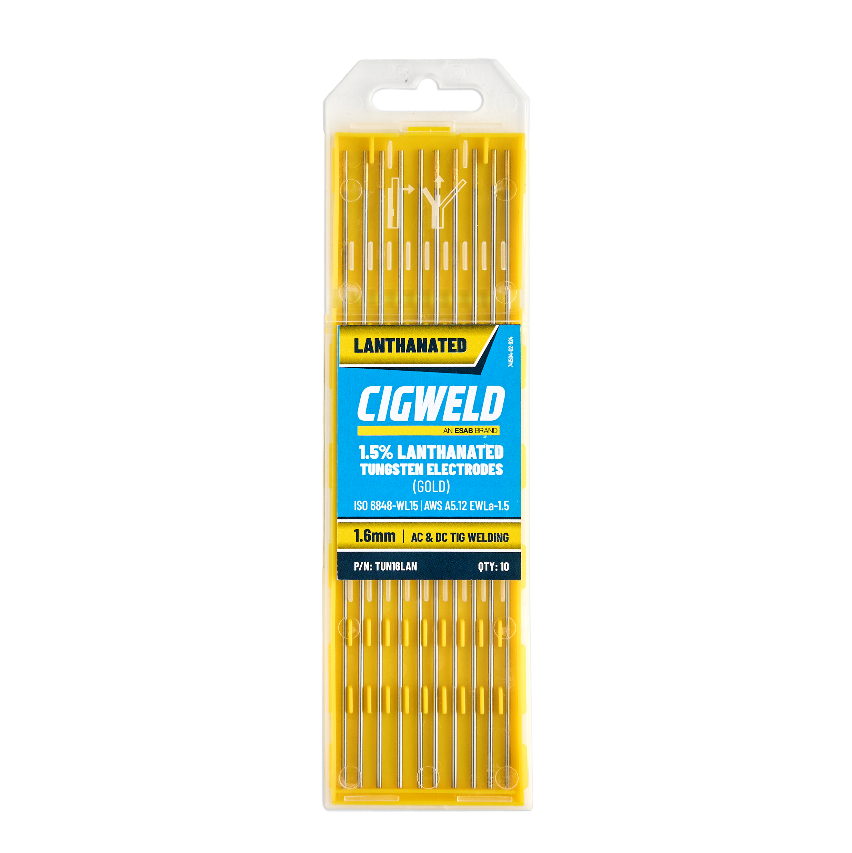 LANTHANATED
CIGWELD
AN ESAB BRAND
1.5% LANTHANATED
TUNGSTEN ELECTRODES
(GOLD)
ISO 6848-WL15 | AWS A5.12 EWLa-1.5
1.6mm | AC & DC TIG WELDING
P/N: TUN16LAN QTY: 10